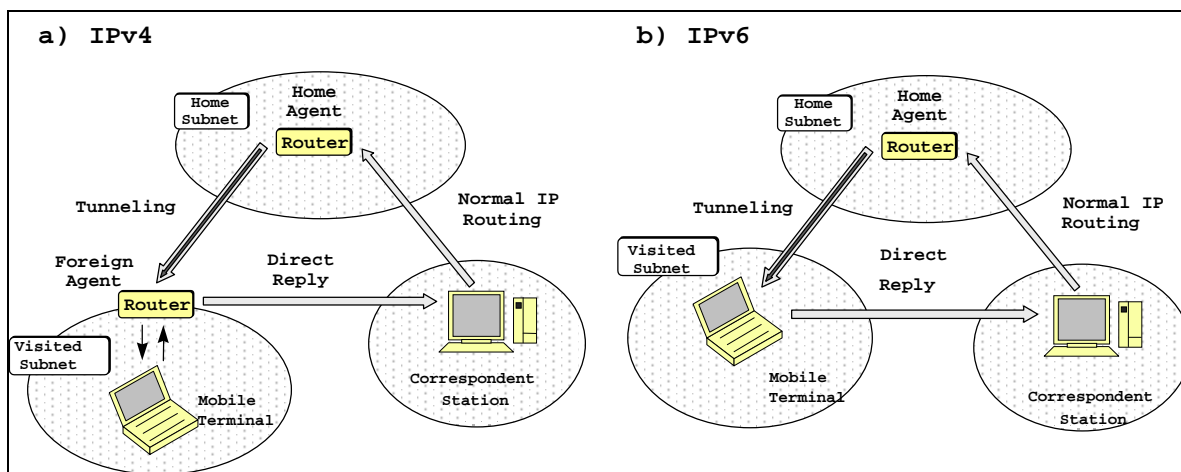 a) IPv4
Home
Subnet
Home
Agent
Router
Tunneling
Normal IP
Routing
Foreign
Agent
Direct
Reply
Router
Visited
Subnet
Mobile
Terminal
Correspondent
Station
b) IPv6
Home
Subnet
Home
Agent
Router
Tunneling
Normal IP
Routing
Visited
Subnet
Direct
Reply
Mobile
Terminal
Correspondent
Station